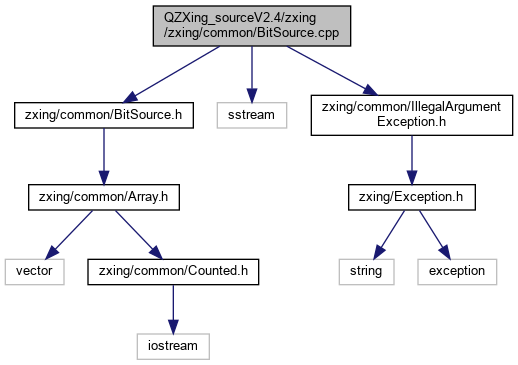 QZXing_sourceV2.4/zxing
/zxing/common/BitSource.cpp
zxing/common/BitSource.h
sstream
zxing/common/IllegalArgument
Exception.h
zxing/common/Array.h
zxing/Exception.h
vector
zxing/common/Counted.h
string
exception
iostream